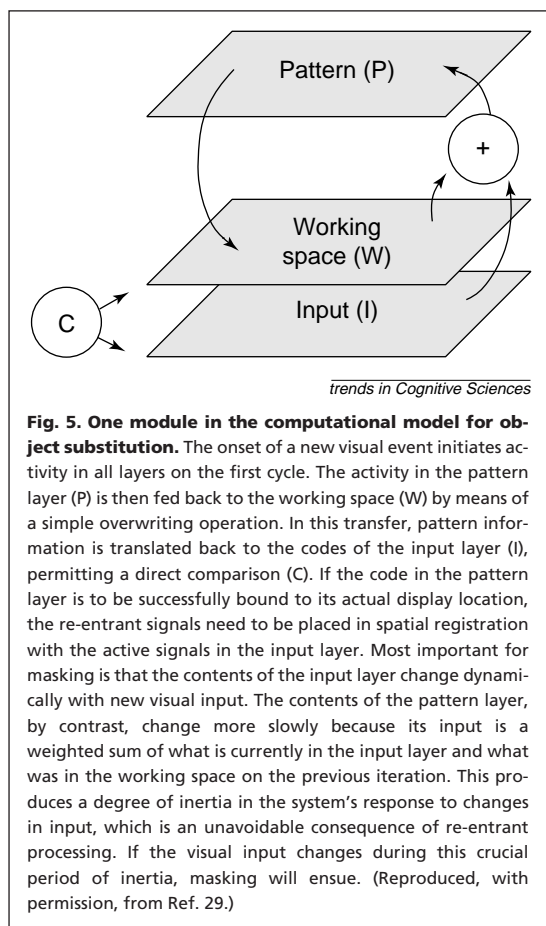 Pattern (P)
+
Working
space (W)
C
Input (I)
trends in Cognitive Sciences
Fig. 5. One module in the computational model for ob-
ject substitution. The onset of a new visual event initiates ac-
tivity in all layers on the first cycle. The activity in the pattern
layer (P) is then fed back to the working space (W) by means of
a simple overwriting operation. In this transfer, pattern infor-
mation is translated back to the codes of the input layer (I),
permitting a direct comparison (C). If the code in the pattern
layer is to be successfully bound to its actual display location,
the re-entrant signals need to be placed in spatial registration
with the active signals in the input layer. Most important for
masking is that the contents of the input layer change dynami-
cally with new visual input. The contents of the pattern layer,
by contrast, change more slowly because its input is a
weighted sum of what is currently in the input layer and what
was in the working space on the previous iteration. This pro-
duces a degree of inertia in the system's response to changes
in input, which is an unavoidable consequence of re-entrant
processing. If the visual input changes during this crucial
period of inertia, masking will ensue. (Reproduced, with
permission, from Ref. 29.)